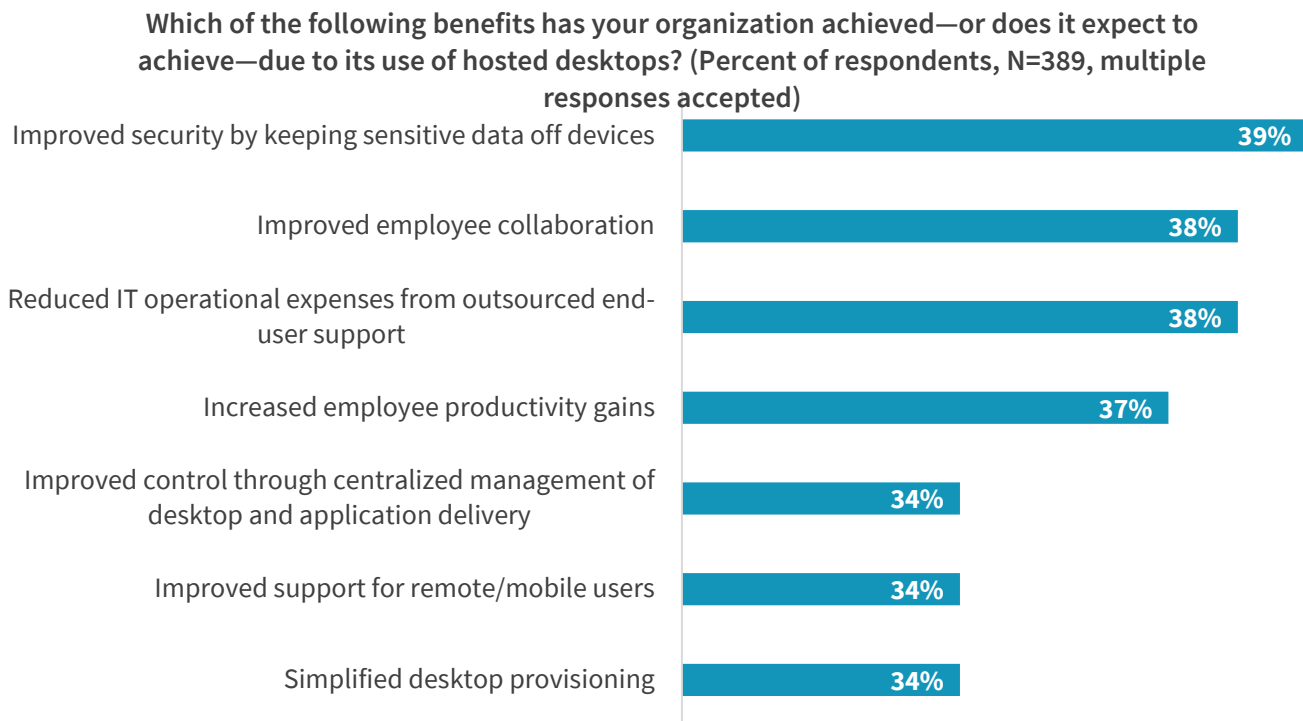 Which of the following benefits has your organization achieved—or does it expect to
achieve—due to its use of hosted desktops? (Percent of respondents, N=389, multiple
responses accepted)
Improved security by keeping sensitive data off devices
39%
Improved employee collaboration
38%
Reduced IT operational expenses from outsourced end-
user support
38%
Increased employee productivity gains
37%
Improved control through centralized management of
desktop and application delivery
34%
Improved support for remote/mobile users
34%
Simplified desktop provisioning
34%